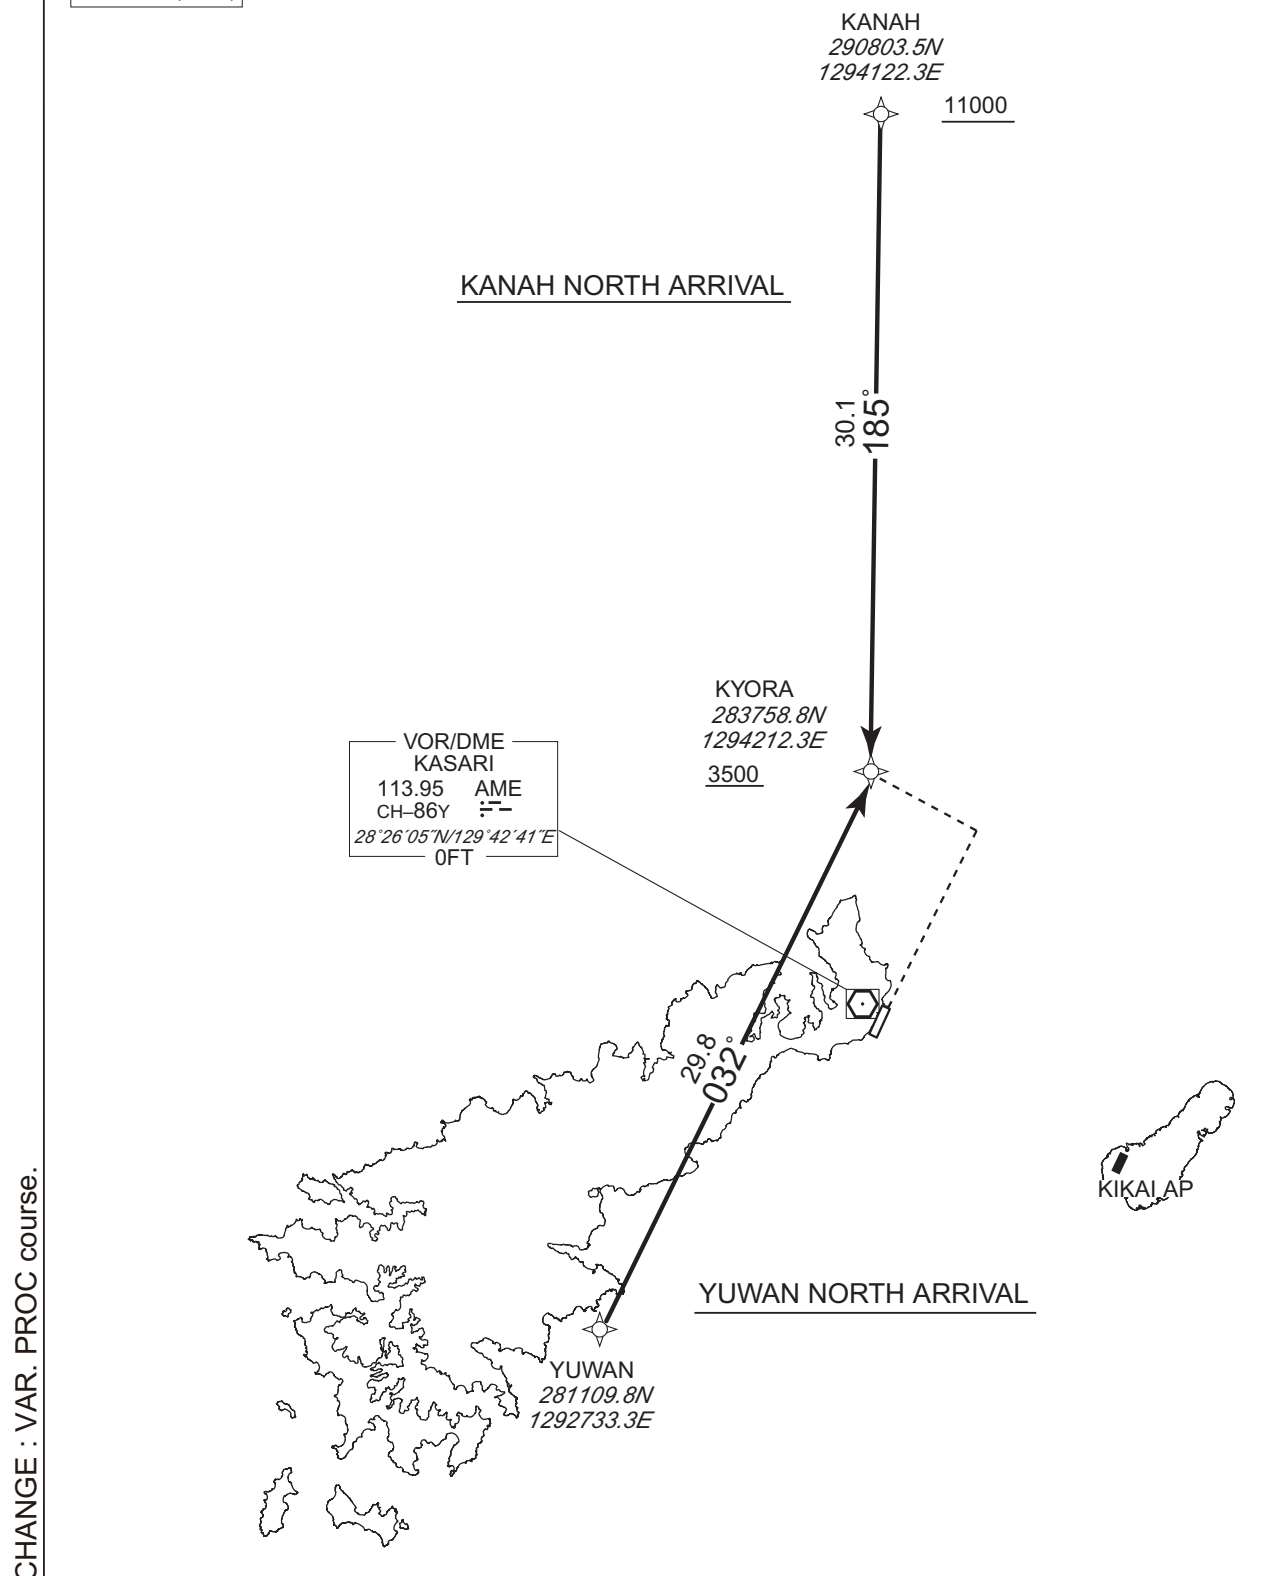 KANAH
290803.5N
1294122.3E
11000
KANAH NORTH ARRIVAL
30.1
185°
KYORA
283758.8N
1294212.3E
3500
VOR/DME
KASARI
113.95 AME
CH–86Y
28°26´05˝N/129°42´41˝E
0FT
29.8
032°
KIKAI AP
YUWAN NORTH ARRIVAL
YUWAN
281109.8N
1292733.3E
CHANGE : VAR. PROC course.